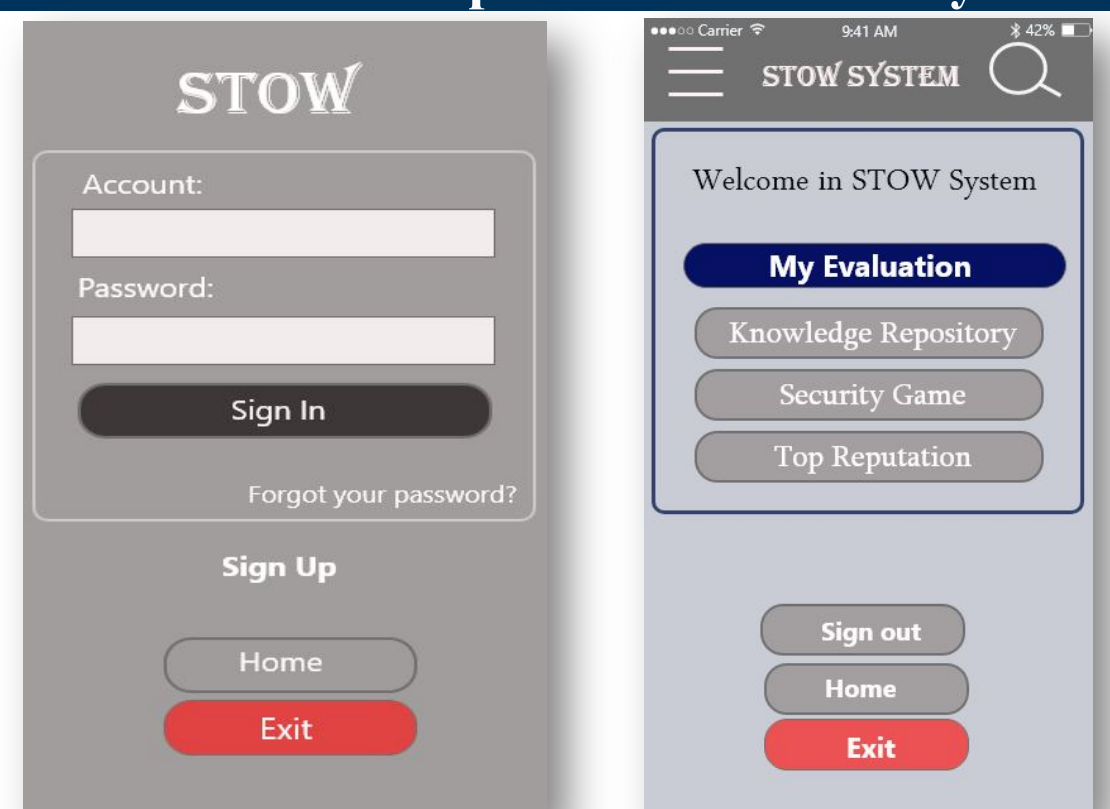 STOW
Account:
Password:
Sign In
Forgot your password?
Sign Up
Home
Exit
Carrier 9:41 AM 42%
STOW SYSTEM
Welcome in STOW System
My Evaluation
Knowledge Repository
Security Game
Top Reputation
Sign out
Home
Exit